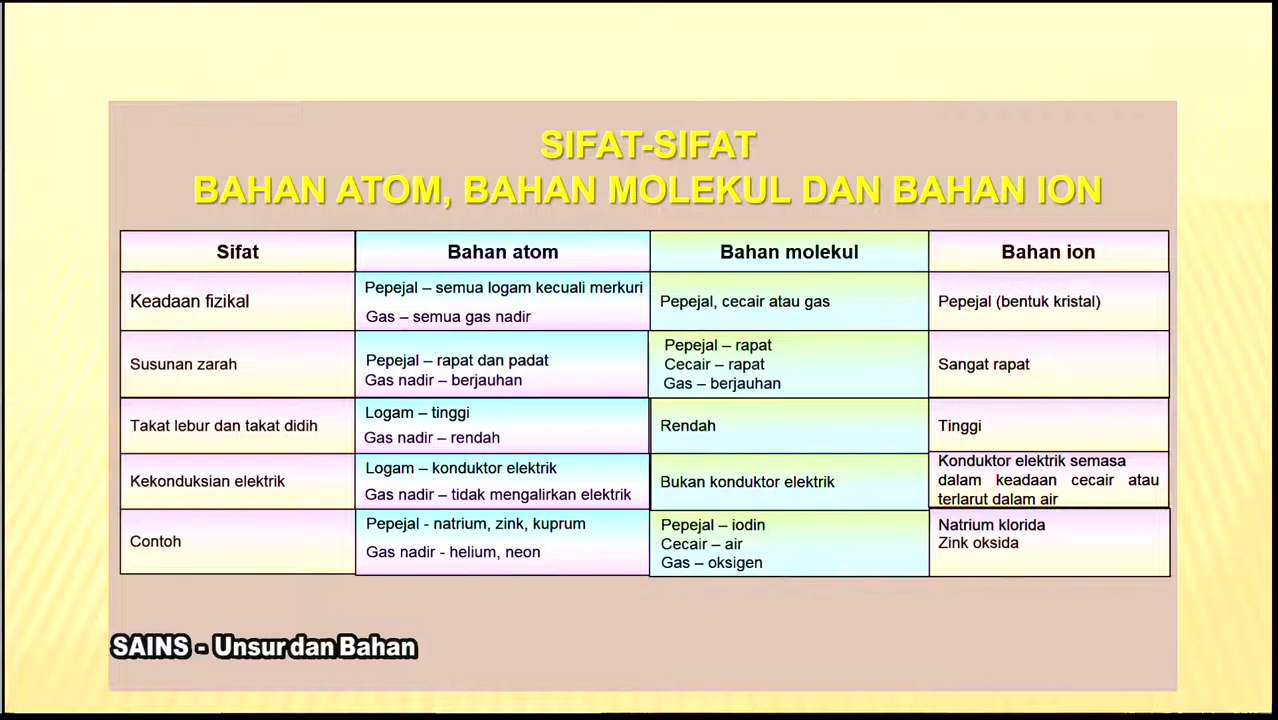 SIFAT-SIFAT
BAHAN ATOM, BAHAN MOLEKUL DAN BAHAN ION
Sifat
Bahan atom
Bahan molekul
Bahan ion
Keadaan fizikal
Pepejal – semua logam kecuali merkuri
Gas – semua gas nadir
Pepejal, cecair atau gas
Pepejal (bentuk kristal)
Susunan zarah
Pepejal – rapat dan padat
Gas nadir – berjauhan
Pepejal – rapat
Cecair – rapat
Gas – berjauhan
Sangat rapat
Takat lebur dan takat didih
Logam – tinggi
Gas nadir – rendah
Rendah
Tinggi
Kekonduksian elektrik
Logam – konduktor elektrik
Gas nadir – tidak mengalirkan elektrik
Bukan konduktor elektrik
Konduktor elektrik semasa
dalam keadaan cecair atau
terlarut dalam air
Contoh
Pepejal - natrium, zink, kuprum
Gas nadir - helium, neon
Pepejal – iodin
Cecair – air
Gas – oksigen
Natrium klorida
Zink oksida
SAINS - Unsur dan Bahan